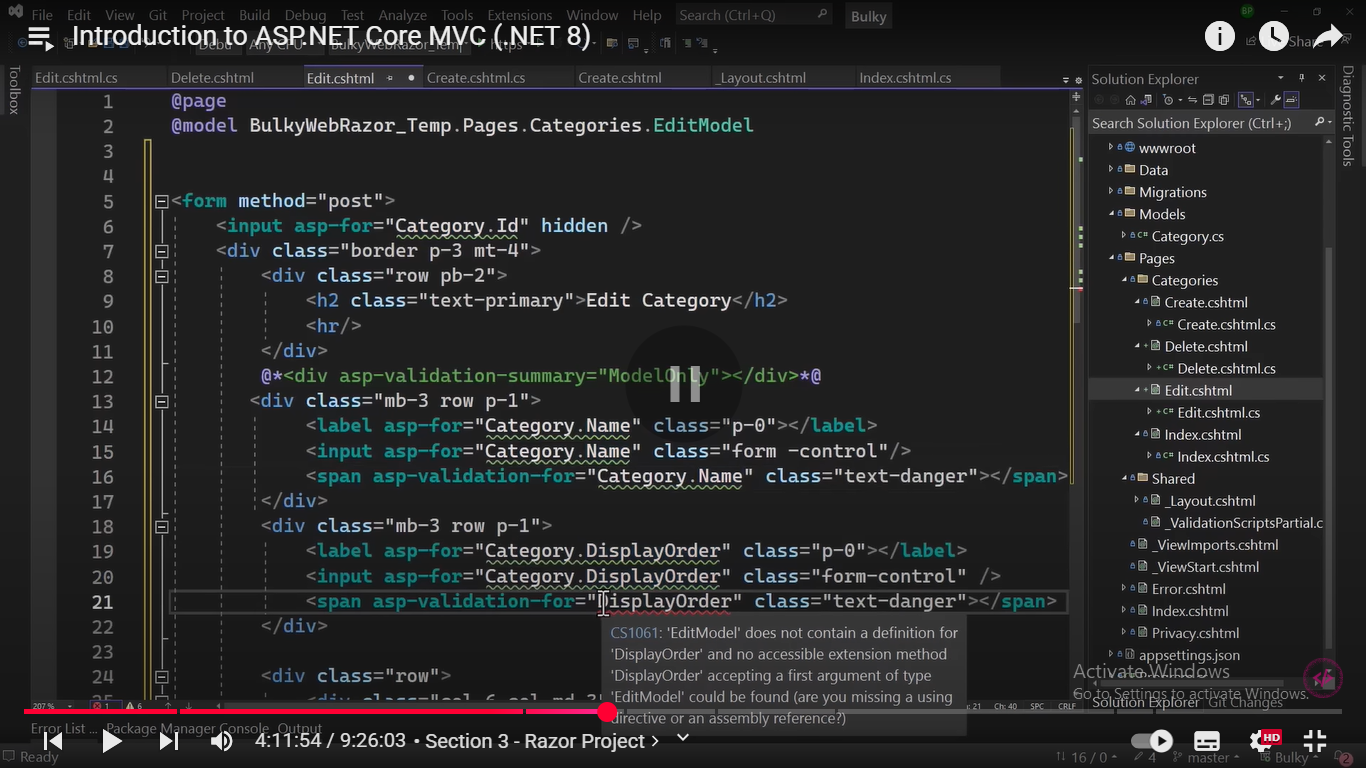 File Edit View Git Project Build Debug Test Analyze Tools Extensions Window Help Search (Ctrl+Q) Bulky
Introduction to ASP.NET Core MVC (.NET 8)
Share
Toolbox
Edit.cshtml.cs Delete.cshtml Edit.cshtml Create.cshtml.cs Create.cshtml _Layout.cshtml Index.cshtml.cs
1 @page
2 @model BulkyWebRazor_Temp.Pages.Categories.EditModel
3
4
5 <form method="post">
6 <input asp-for="Category.Id" hidden />
7 <div class="border p-3 mt-4">
8 <div class="row pb-2">
9 <h2 class="text-primary">Edit Category</h2>
10 <hr/>
11 </div>
12 @*<div asp-validation-summary="ModelOnly"></div>*@
13 <div class="mb-3 row p-1">
14 <label asp-for="Category.Name" class="p-0"></label>
15 <input asp-for="Category.Name" class="form -control"/>
16 <span asp-validation-for="Category.Name" class="text-danger"></span>
17 </div>
18 <div class="mb-3 row p-1">
19 <label asp-for="Category.DisplayOrder" class="p-0"></label>
20 <input asp-for="Category.DisplayOrder" class="form-control" />
21 <span asp-validation-for="DisplayOrder" class="text-danger"></span>
22 </div>
23
24 <div class="row">
CS1061: 'EditModel' does not contain a definition for
'DisplayOrder' and no accessible extension method
'DisplayOrder' accepting a first argument of type
'EditModel' could be found (are you missing a using
directive or an assembly reference?)
Solution Explorer
Search Solution Explorer (Ctrl+;)
wwwroot
Data
Migrations
Models
Category.cs
Pages
Categories
Create.cshtml
Create.cshtml.cs
Delete.cshtml
Delete.cshtml.cs
Edit.cshtml
Edit.cshtml.cs
Index.cshtml
Index.cshtml.cs
Shared
_Layout.cshtml
_ValidationScriptsPartial.c
_ViewImports.cshtml
_ViewStart.cshtml
Error.cshtml
Index.cshtml
Privacy.cshtml
appsettings.json
Diagnostic Tools
Activate Windows
Go to Settings to activate Windows.
Solution Explorer Git Changes
207 % 1 6 Ch: 40 SPC CRLF
Error List ... Package Manager Console Output
4:11:54 / 9:26:03 • Section 3 - Razor Project
HD
Ready 16 / 0 4 master Bulky 2